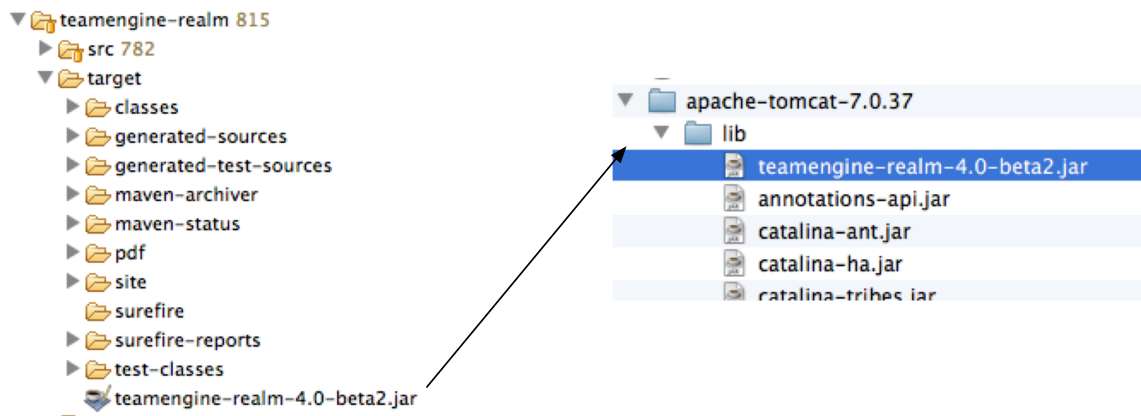 teamengine-realm 815
src 782
target
classes
generated-sources
generated-test-sources
maven-archiver
maven-status
pdf
site
surefire
surefire-reports
test-classes
teamengine-realm-4.0-beta2.jar
apache-tomcat-7.0.37
lib
teamengine-realm-4.0-beta2.jar
annotations-api.jar
catalina-ant.jar
catalina-ha.jar
catalina-tribes.jar